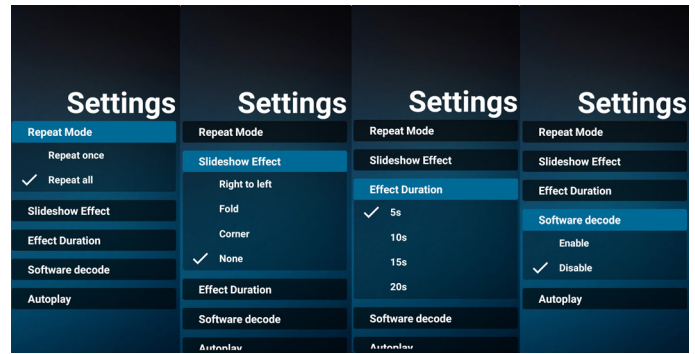 Settings
Repeat Mode
Repeat once
Repeat all
Slideshow Effect
Effect Duration
Software decode
Autoplay
Settings
Repeat Mode
Slideshow Effect
Right to left
Fold
Corner
None
Effect Duration
Software decode
Autoplay
Settings
Repeat Mode
Slideshow Effect
Effect Duration
5s
10s
15s
20s
Software decode
Autoplay
Settings
Repeat Mode
Slideshow Effect
Effect Duration
Software decode
Enable
Disable
Autoplay